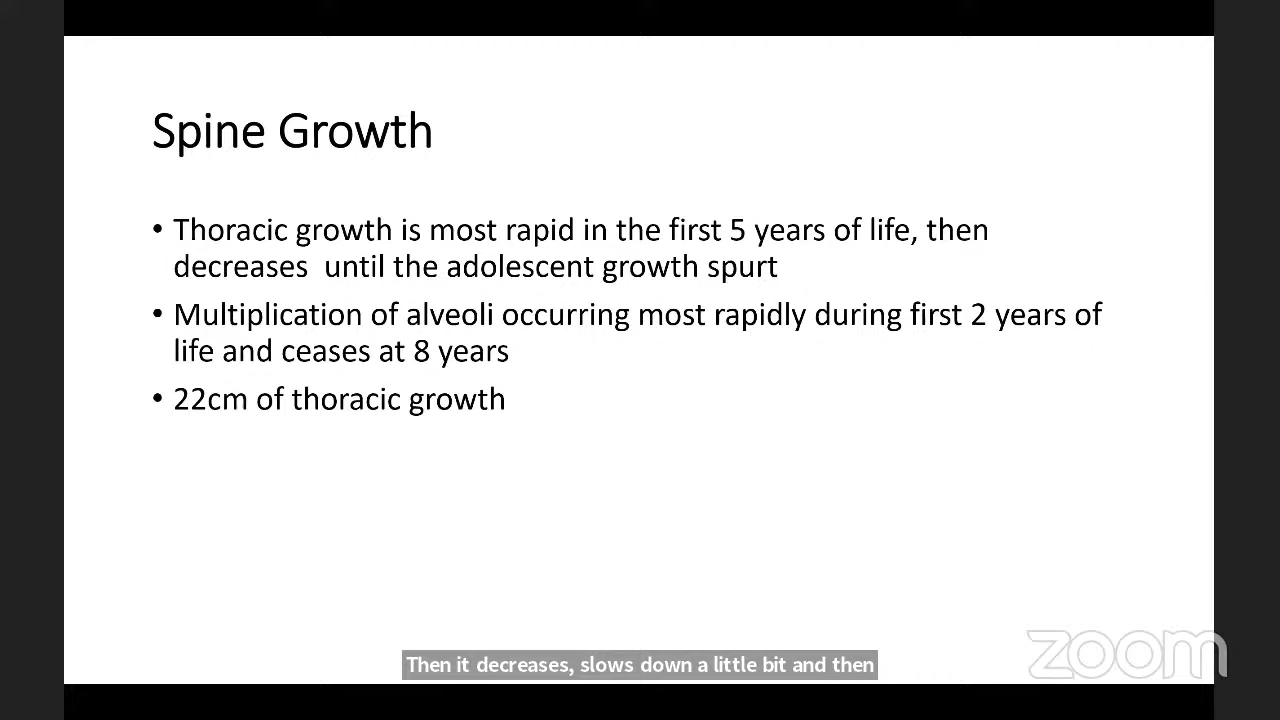 Spine Growth
• Thoracic growth is most rapid in the first 5 years of life, then
decreases  until the adolescent growth spurt
• Multiplication of alveoli occurring most rapidly during first 2 years of
life and ceases at 8 years
• 22cm of thoracic growth
Then it decreases, slows down a little bit and then
zoom